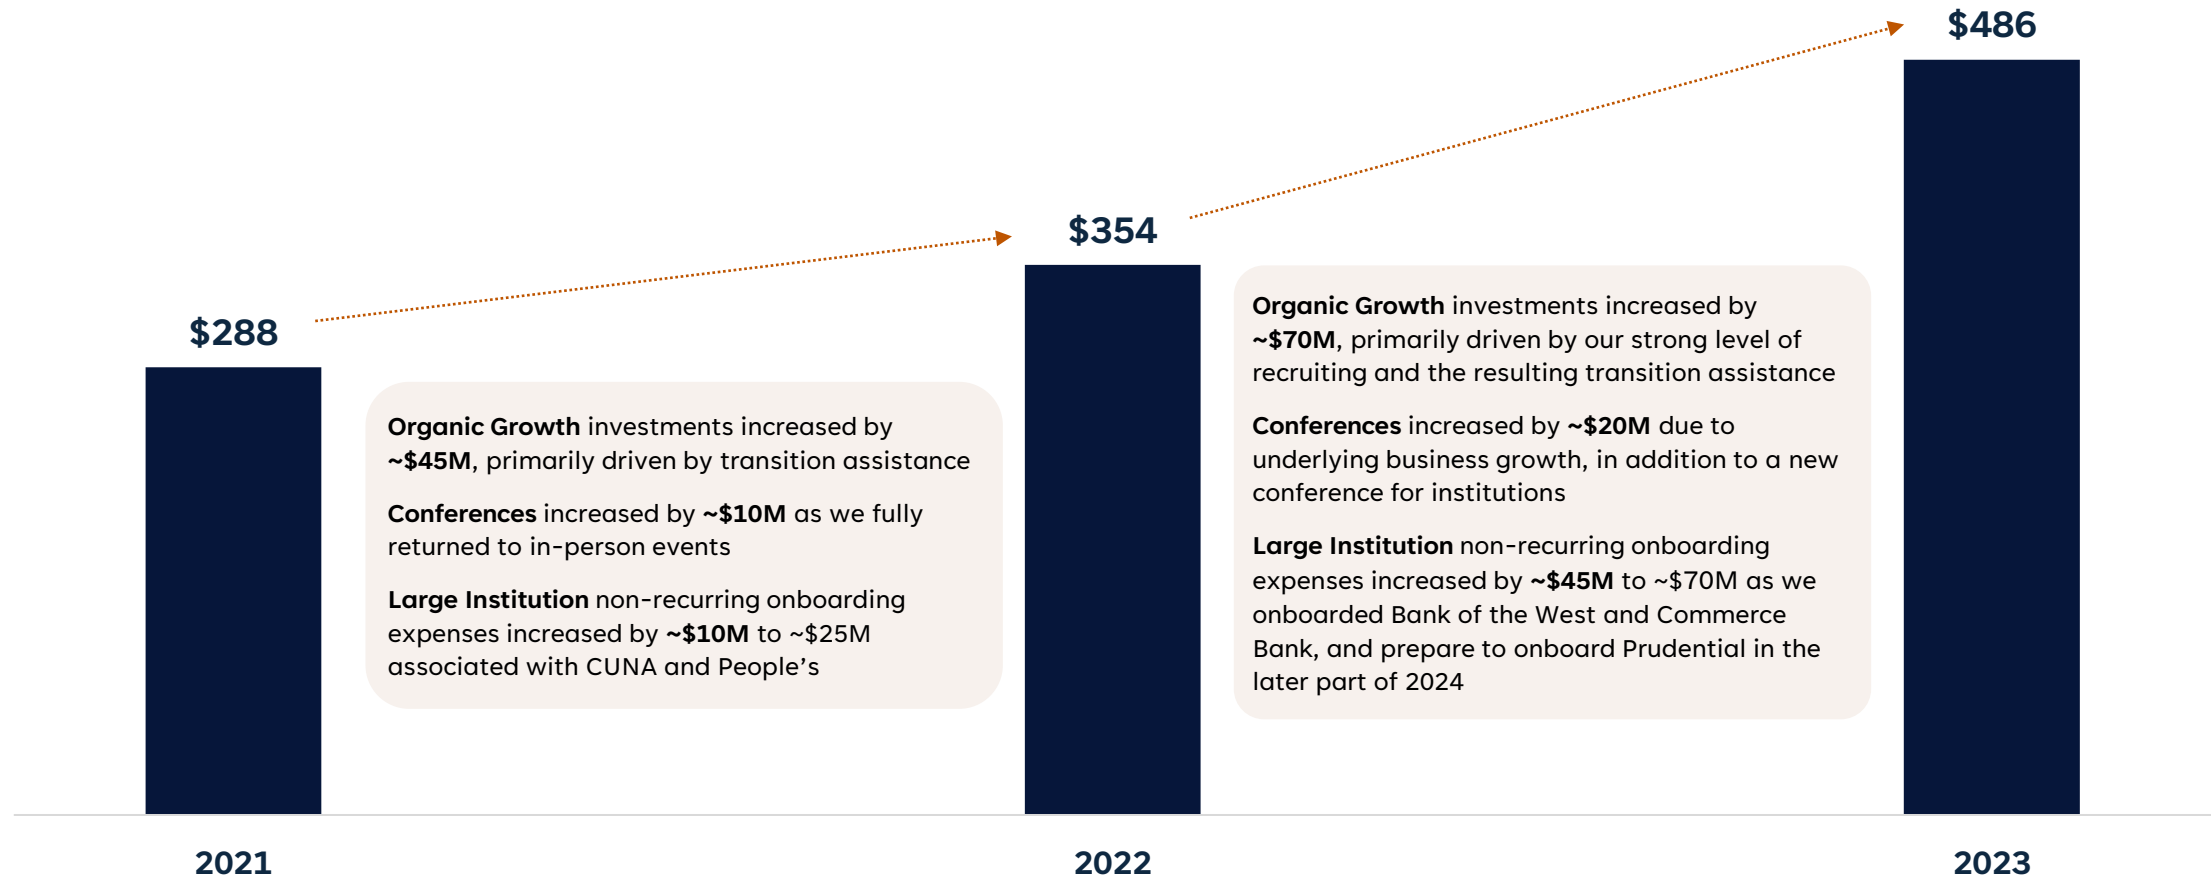 $288
Organic Growth investments increased by
~$45M, primarily driven by transition assistance
Conferences increased by ~$10M as we fully
returned to in-person events
Large Institution non-recurring onboarding
expenses increased by ~$10M to ~$25M
associated with CUNA and People’s
$354
Organic Growth investments increased by
~$70M, primarily driven by our strong level of
recruiting and the resulting transition assistance
Conferences increased by ~$20M due to
underlying business growth, in addition to a new
conference for institutions
Large Institution non-recurring onboarding
expenses increased by ~$45M to ~$70M as we
onboarded Bank of the West and Commerce
Bank, and prepare to onboard Prudential in the
later part of 2024
$486
2021
2022
2023